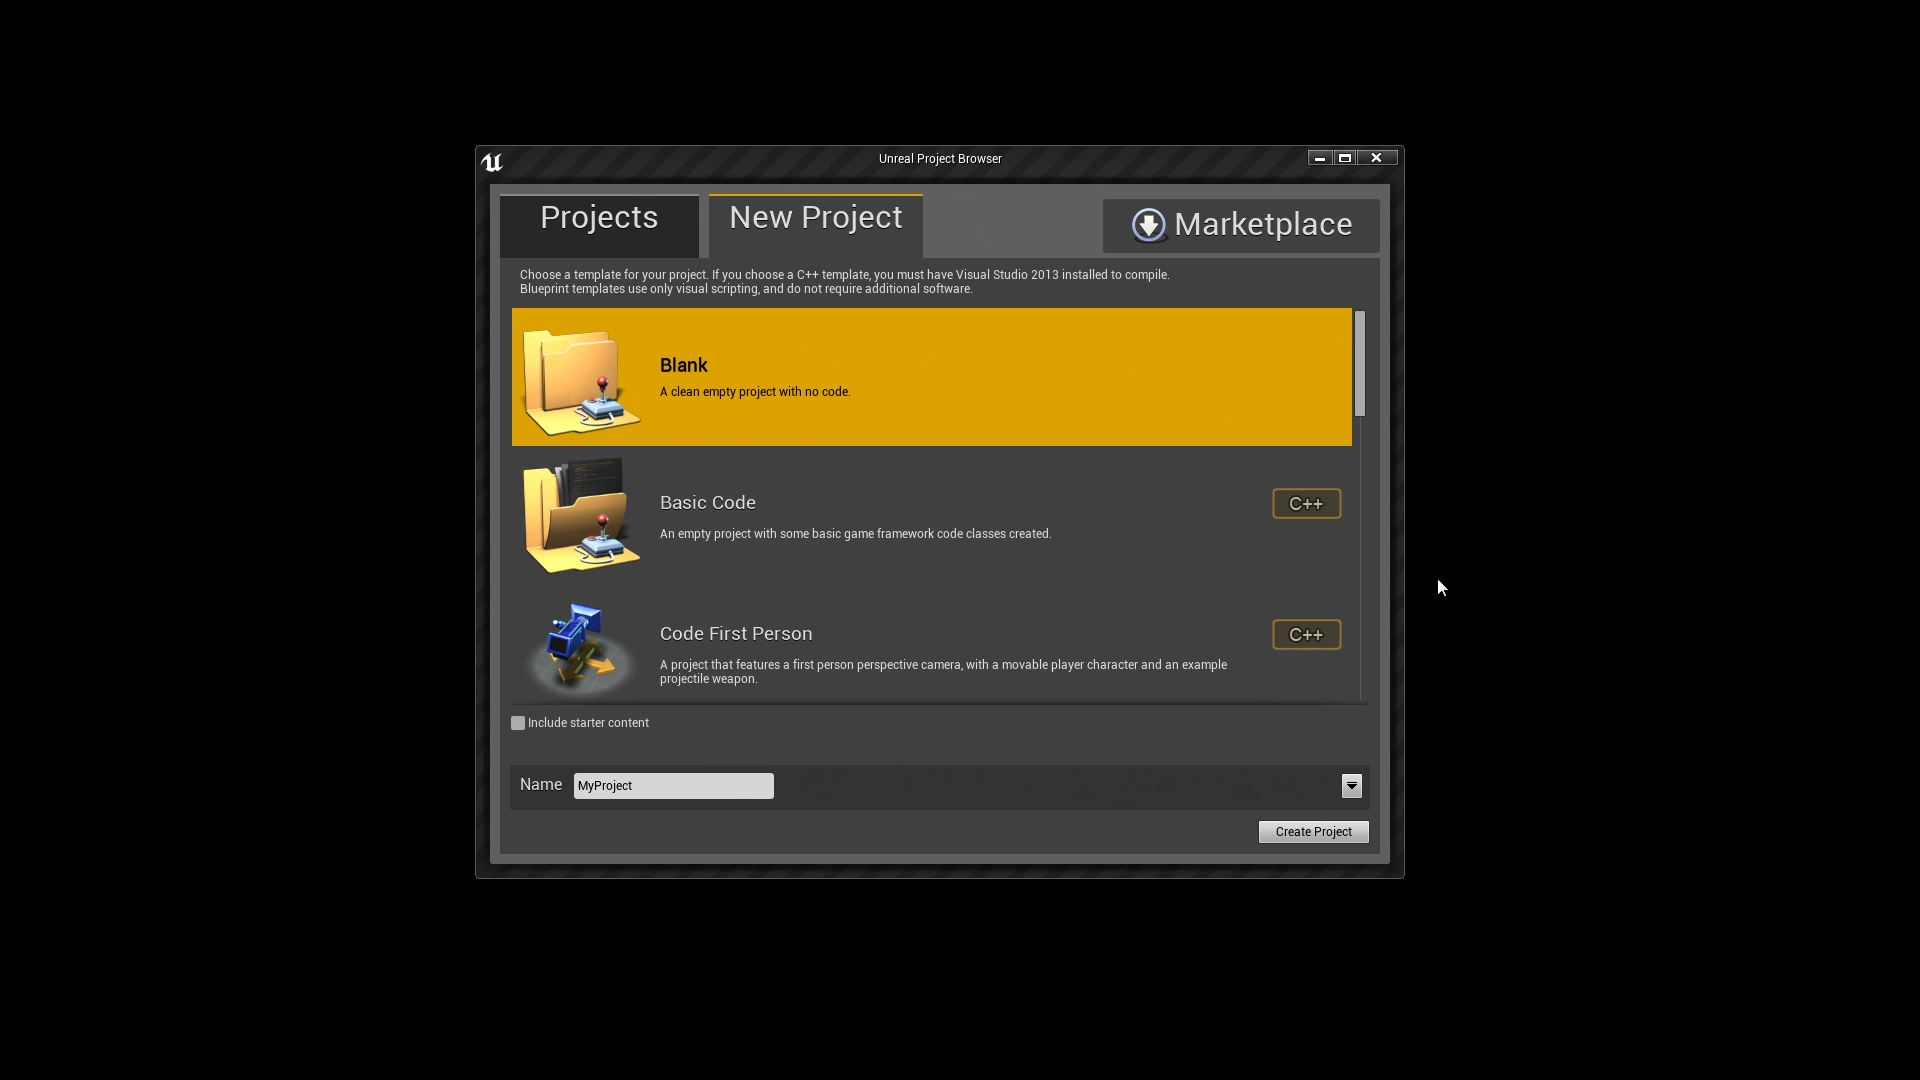 Unreal Project Browser
Projects
New Project
Marketplace
Choose a template for your project. If you choose a C++ template, you must have Visual Studio 2013 installed to compile.
Blueprint templates use only visual scripting, and do not require additional software.
Blank
A clean empty project with no code.
Basic Code
C++
An empty project with some basic game framework code classes created.
Code First Person
C++
A project that features a first person perspective camera, with a movable player character and an example
projectile weapon.
Include starter content
Name
MyProject
Create Project